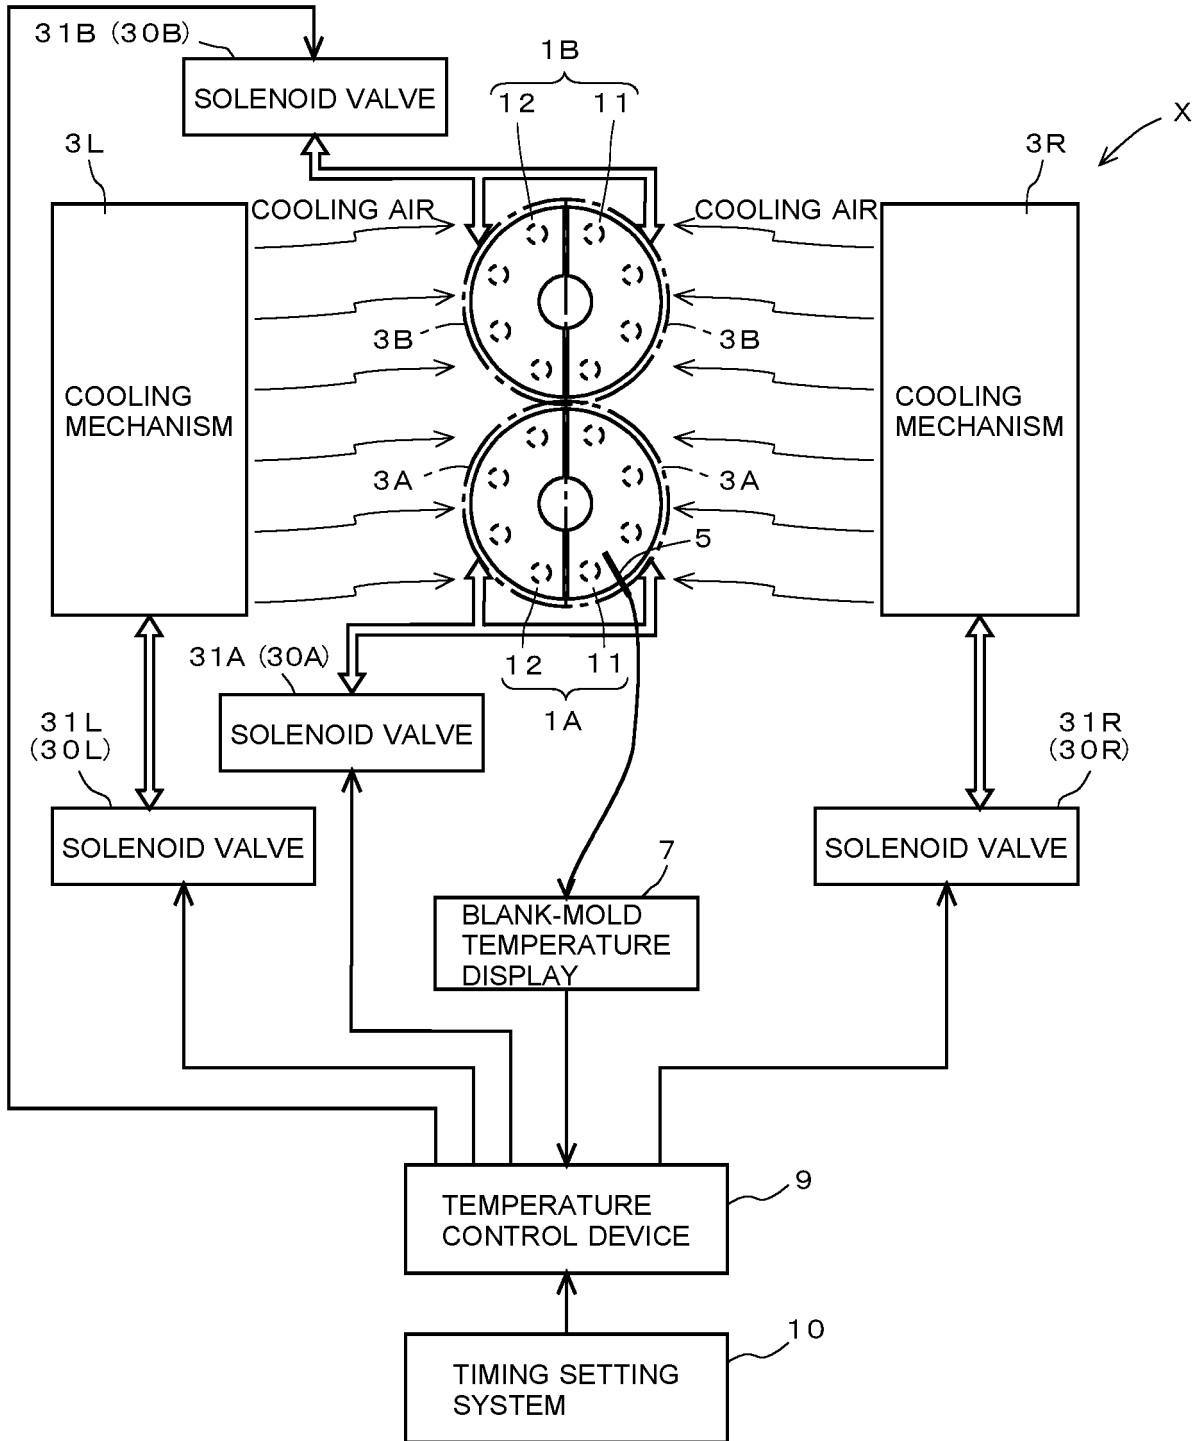 31B (30B)
SOLENOID VALVE
1B
12 11
X
3L
3R
COOLING AIR
COOLING AIR
3B
3B
COOLING
MECHANISM
COOLING
MECHANISM
3A
3A
5
31A (30A)
12 11
1A
SOLENOID VALVE
31L
(30L)
31R
(30R)
SOLENOID VALVE
SOLENOID VALVE
7
BLANK-MOLD
TEMPERATURE
DISPLAY
9
TEMPERATURE
CONTROL DEVICE
10
TIMING SETTING
SYSTEM